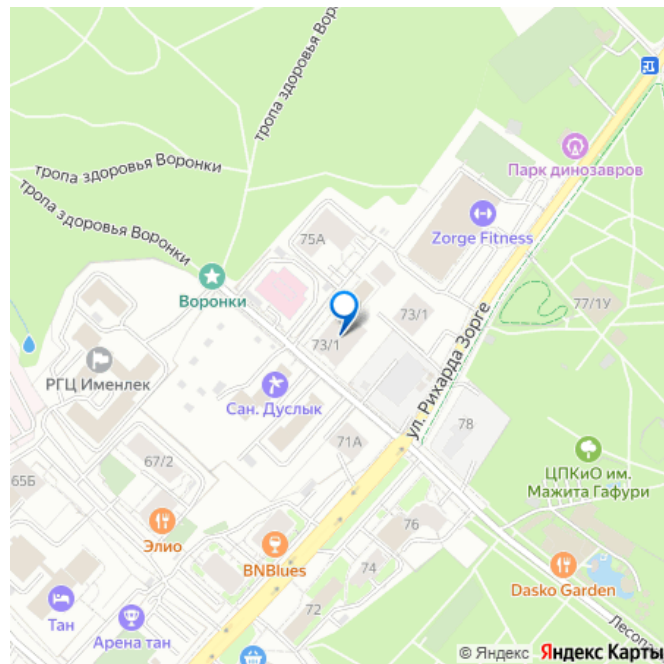 тропа здоровья Воронки
тропа здоровья Воронки
тропа здоровья Воронки
Парк динозавров
Zorge Fitness
75А
Воронки
77/1У
73/1
73/1
ул. Рихарда Зорге
РГЦ Именлек
Сан. Дуслык
78
71А
67/2
65Б
ЦПКиО им.
Мажита Гафури
Элио
76
BNBlues
74
Dasko Garden
72
Тан
Арена тан
Лесопа
© Яндекс Яндекс Карты